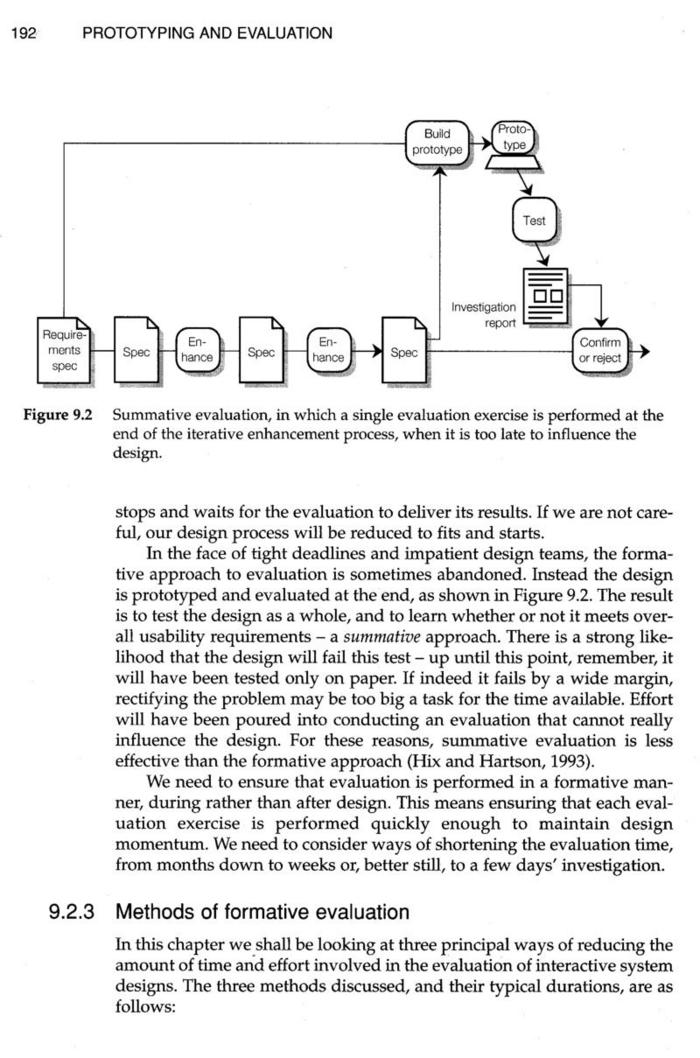 192 PROTOTYPING AND EVALUATION
Build
prototype
Proto-
type
Test
Investigation
report
Require-
ments
spec
Spec
En-
hance
Spec
En-
hance
Spec
Confirm
or reject
Figure 9.2 Summative evaluation, in which a single evaluation exercise is performed at the
end of the iterative enhancement process, when it is too late to influence the
design.
stops and waits for the evaluation to deliver its results. If we are not care-
ful, our design process will be reduced to fits and starts.
In the face of tight deadlines and impatient design teams, the forma-
tive approach to evaluation is sometimes abandoned. Instead the design
is prototyped and evaluated at the end, as shown in Figure 9.2. The result
is to test the design as a whole, and to learn whether or not it meets over-
all usability requirements – a summative approach. There is a strong like-
lihood that the design will fail this test – up until this point, remember, it
will have been tested only on paper. If indeed it fails by a wide margin,
rectifying the problem may be too big a task for the time available. Effort
will have been poured into conducting an evaluation that cannot really
influence the design. For these reasons, summative evaluation is less
effective than the formative approach (Hix and Hartson, 1993).
We need to ensure that evaluation is performed in a formative man-
ner, during rather than after design. This means ensuring that each eval-
uation exercise is performed quickly enough to maintain design
momentum. We need to consider ways of shortening the evaluation time,
from months down to weeks or, better still, to a few days' investigation.
9.2.3 Methods of formative evaluation
In this chapter we shall be looking at three principal ways of reducing the
amount of time and effort involved in the evaluation of interactive system
designs. The three methods discussed, and their typical durations, are as
follows: